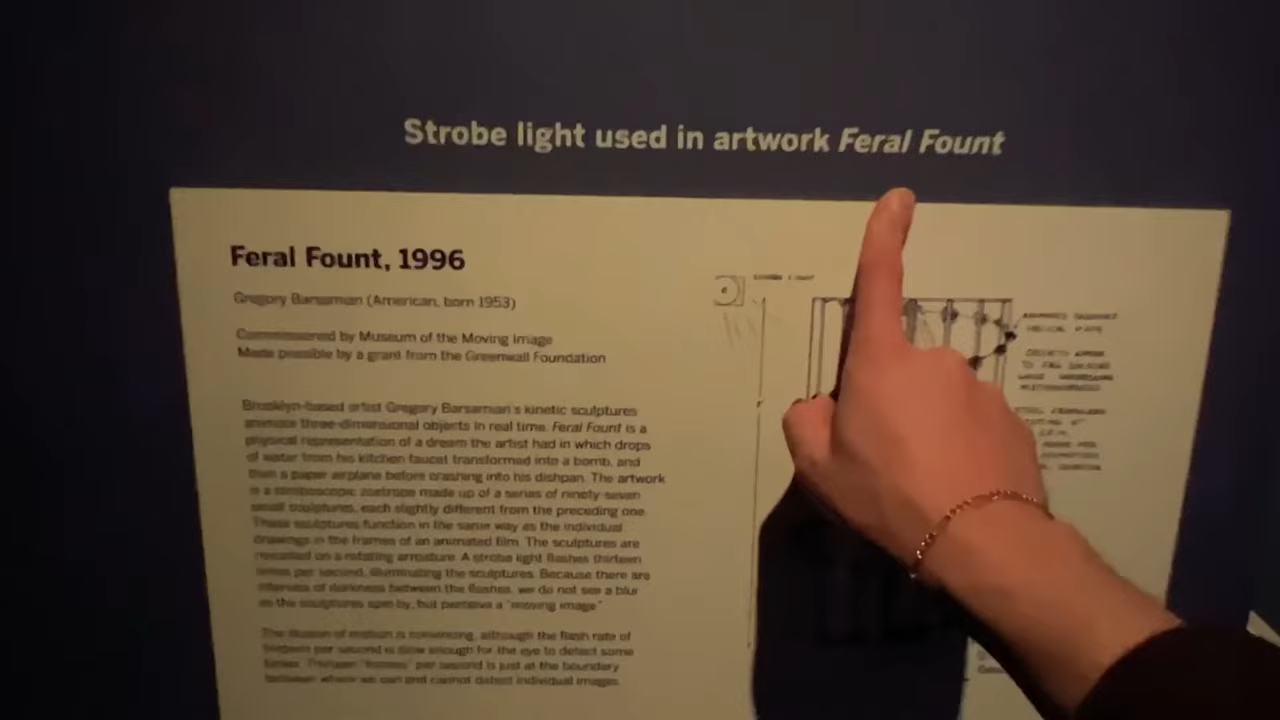 Strobe light used in artwork Feral Fount
Feral Fount, 1996
Gregory Barsamian (American, born 1953)
Commissioned by Museum of the Moving Image
Made possible by a grant from the Greenwall Foundation
Brooklyn-based artist Gregory Barsamian's kinetic sculptures
animate three-dimensional objects in real time. Feral Fount is a
physical representation of a dream the artist had in which drops
of water from his kitchen faucet transformed into a bomb, and
then a paper airplane before crashing into his dishpan. The artwork
is a stroboscopic zoetrope made up of a series of ninety-seven
small sculptures, each slightly different from the preceding one.
These sculptures function in the same way as the individual
drawings in the frames of an animated film. The sculptures are
mounted on a rotating armature. A strobe light flashes thirteen
times per second, illuminating the sculptures. Because there are
intervals of darkness between the flashes, we do not see a blur
as the sculptures spin by, but perceive a "moving image."
The illusion of motion is convincing, although the flash rate of
thirteen per second is slow enough for the eye to detect some
flicker. Thirteen "frames" per second is just at the boundary
between where we can and cannot detect individual images.
STROBE LIGHT